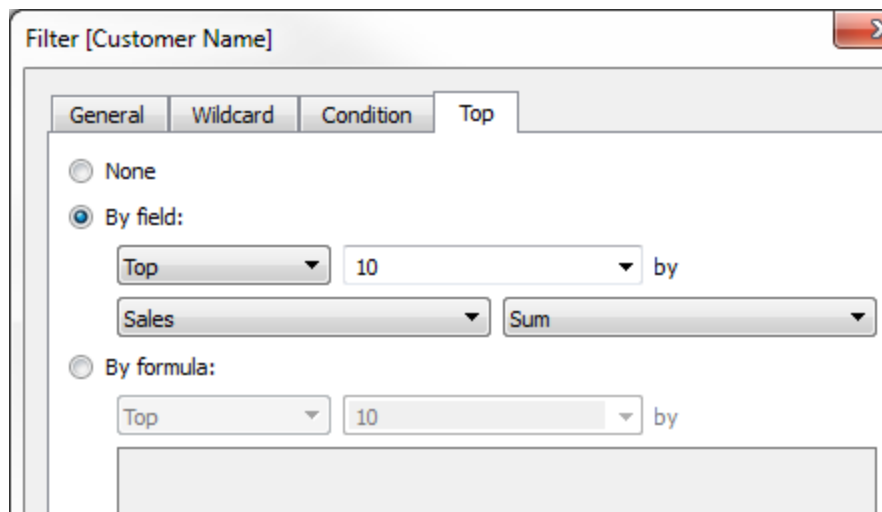 Filter [Customer Name]
General Wildcard Condition Top
None
By field:
Top 10 by
Sales Sum
By formula:
Top 10 by